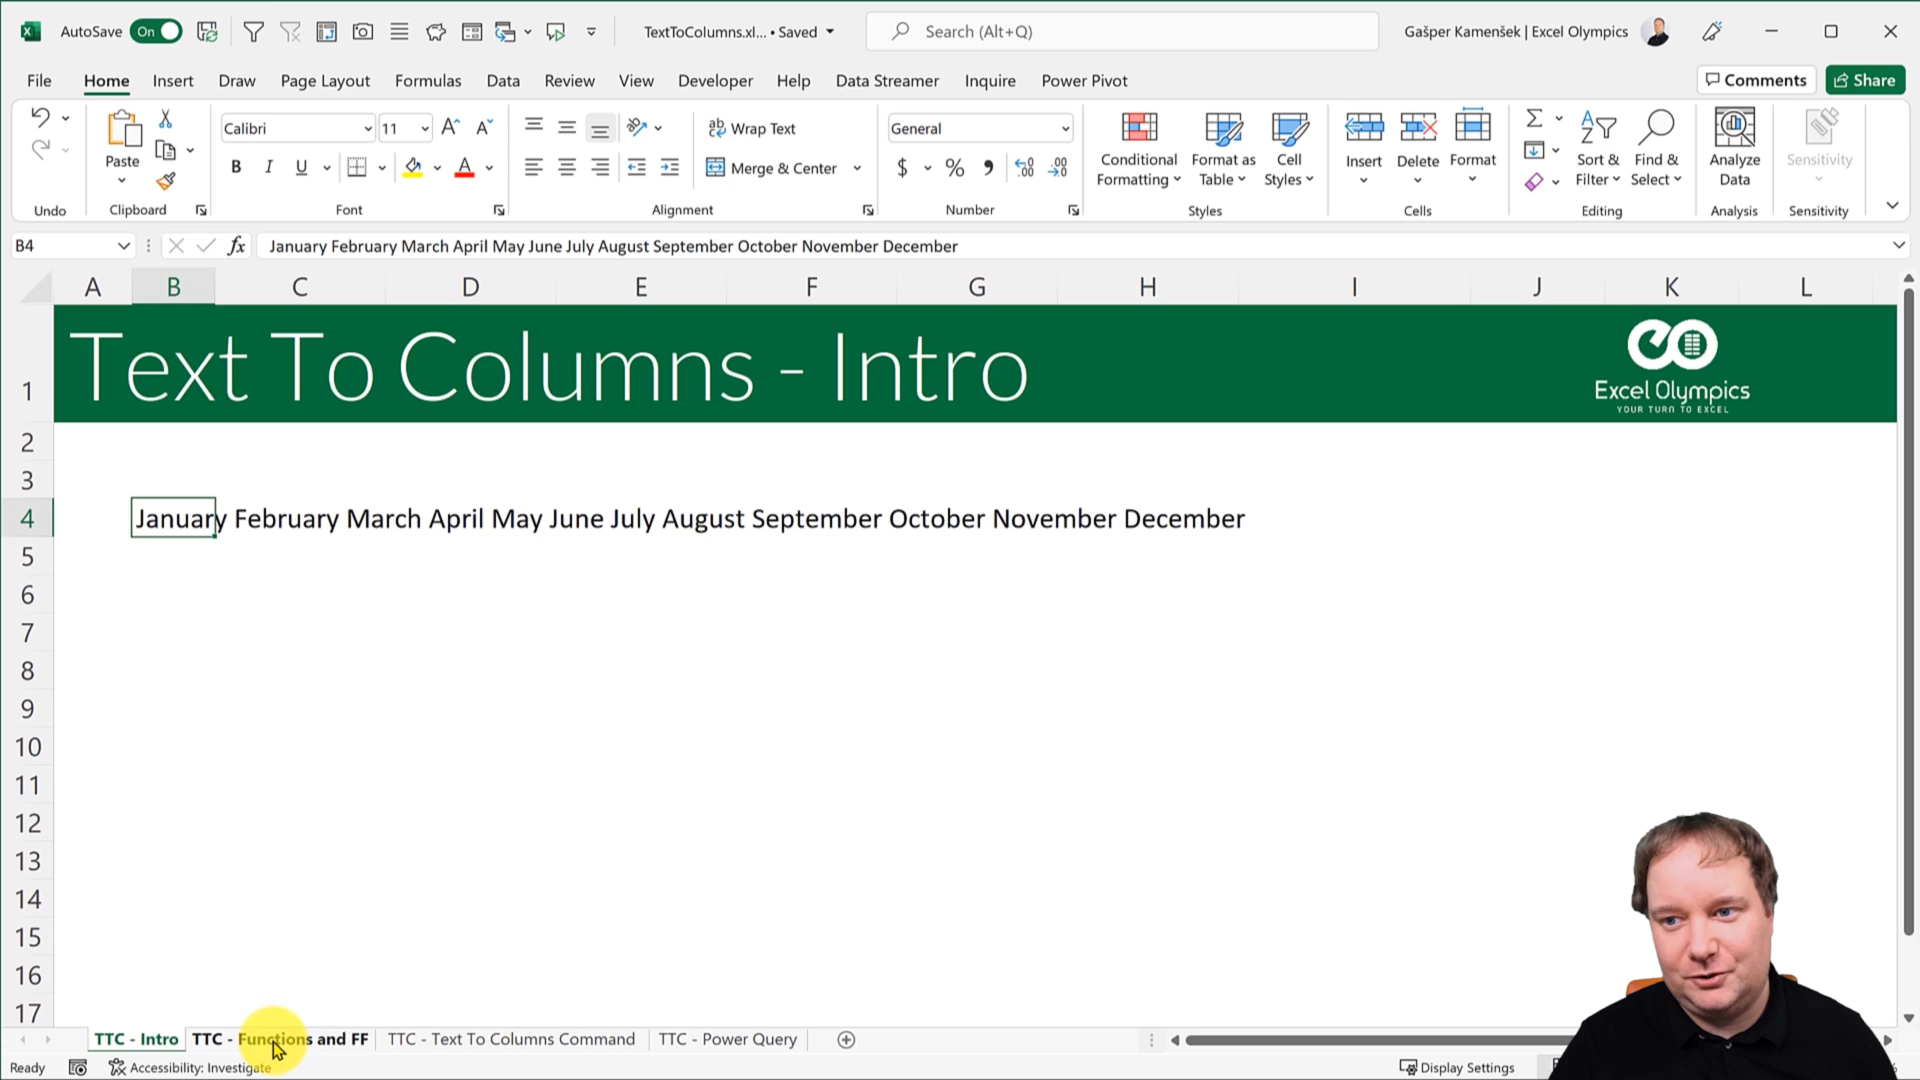 AutoSave On TextToColumns.xl... • Saved Search (Alt+Q) Gašper Kamenšek | Excel Olympics
File Home Insert Draw Page Layout Formulas Data Review View Developer Help Data Streamer Inquire Power Pivot Comments Share
Calibri 11 Wrap Text General
Paste B I U Merge & Center $ % Conditional Formatting Format as Table Cell Styles Insert Delete Format Sort & Filter Find & Select Analyze Data Sensitivity
Undo Clipboard Font Alignment Number Styles Cells Editing Analysis Sensitivity
B4 fx January February March April May June July August September October November December
A B C D E F G H I J K L
1 Text To Columns - Intro
Excel Olympics
YOUR TURN TO EXCEL
2
3
4 January February March April May June July August September October November December
5
6
7
8
9
10
11
12
13
14
15
16
17
TTC - Intro TTC - Functions and FF TTC - Text To Columns Command TTC - Power Query
Ready Accessibility: Investigate Display Settings